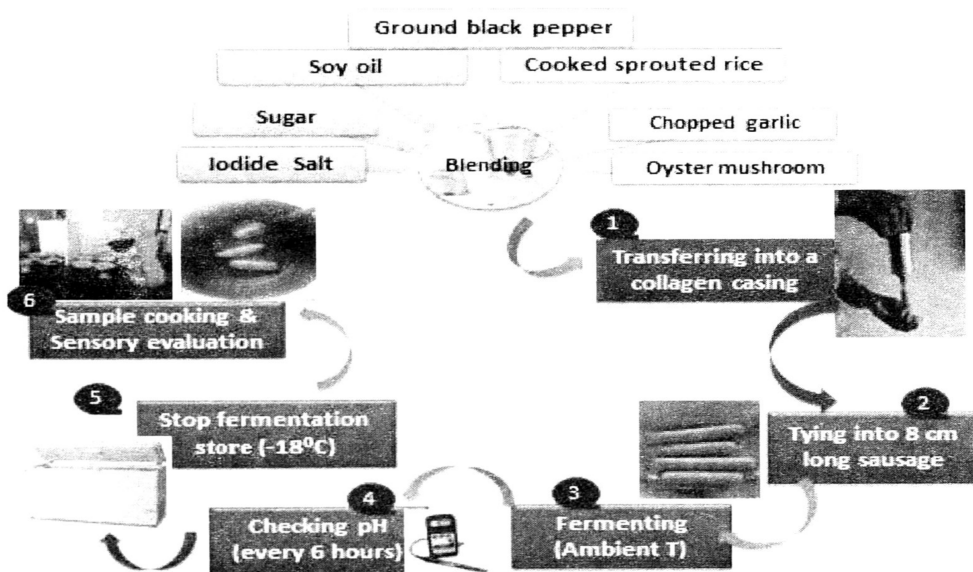 Ground black pepper
Soy oil
Cooked sprouted rice
Sugar
Chopped garlic
Iodide Salt
Blending
Oyster mushroom
1
Transferring into a
collagen casing
2
Tying into 8 cm
long sausage
3
Fermenting
(Ambient T)
4
Checking pH
(every 6 hours)
5
Stop fermentation
store (-18⁰C)
6
Sample cooking &
Sensory evaluation